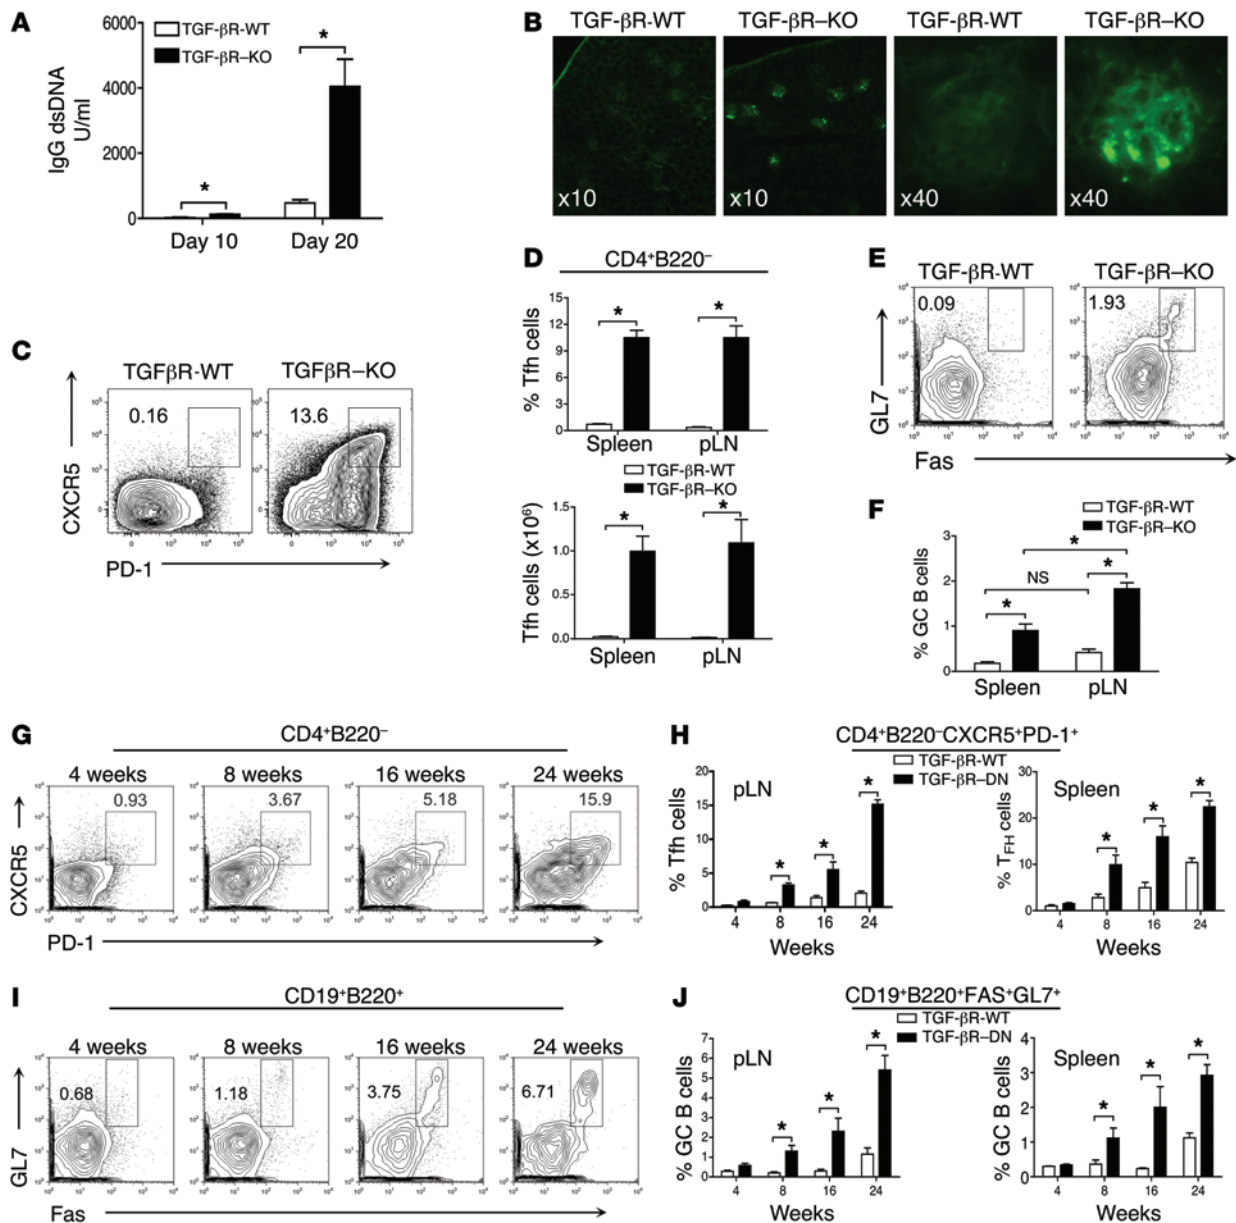 A
6000
4000
2000
0
IgG dsDNA
U/ml
TGF-βR-WT
TGF-βR–KO
*
*
Day 10
Day 20
B
TGF-βR-WT
TGF-βR–KO
TGF-βR-WT
TGF-βR–KO
x10
x10
x40
x40
C
TGFβR-WT
TGFβR–KO
0.16
13.6
CXCR5
PD-1
D
CD4⁺B220⁻
15
12
9
6
3
0
% Tfh cells
*
*
Spleen
pLN
TGF-βR-WT
TGF-βR–KO
1.5
1.0
0.5
0.0
Tfh cells (x10⁶)
*
*
Spleen
pLN
E
TGF-βR-WT
TGF-βR–KO
0.09
1.93
GL7
Fas
F
TGF-βR-WT
TGF-βR–KO
3
2
1
0
% GC B cells
*
NS
*
*
Spleen
pLN
G
CD4⁺B220⁻
4 weeks
8 weeks
16 weeks
24 weeks
0.93
3.67
5.18
15.9
CXCR5
PD-1
H
CD4⁺B220⁻CXCR5⁺PD-1⁺
TGF-βR-WT
TGF-βR–DN
pLN
20
15
10
5
0
% Tfh cells
*
*
*
4
8
16
24
Weeks
Spleen
30
20
10
0
% T_FH cells
*
*
*
4
8
16
24
Weeks
I
CD19⁺B220⁺
4 weeks
8 weeks
16 weeks
24 weeks
0.68
1.18
3.75
6.71
GL7
Fas
J
CD19⁺B220⁺FAS⁺GL7⁺
TGF-βR-WT
TGF-βR–DN
pLN
7
6
5
4
3
2
1
0
% GC B cells
*
*
*
4
8
16
24
Weeks
Spleen
4
3
2
1
0
% GC B cells
*
*
*
4
8
16
24
Weeks